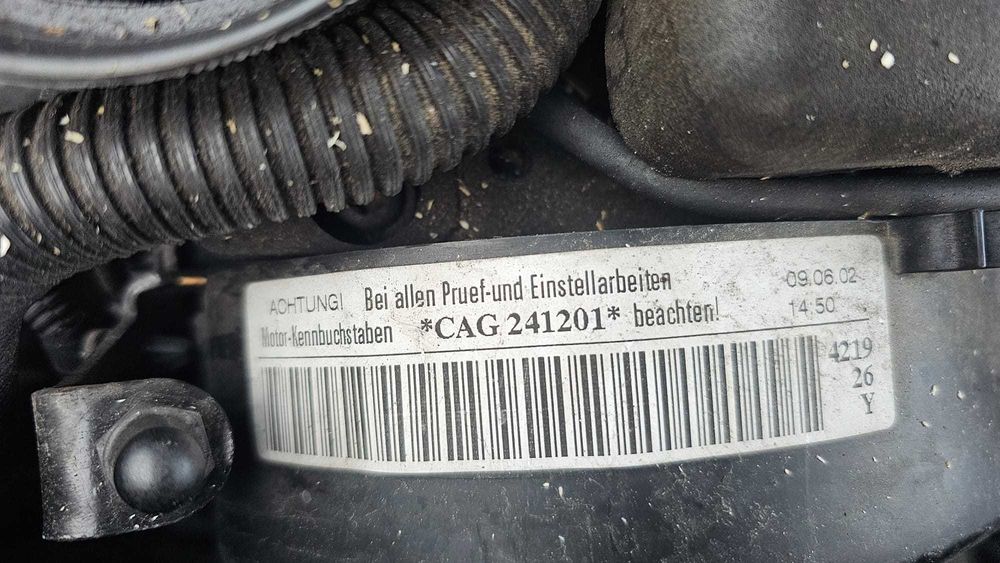 ACHTUNG! Bei allen Pruef-und Einstellarbeiten 09.06.02
Motor-Kennbuchstaben *CAG 241201* beachten! 14:50
4219
26
Y